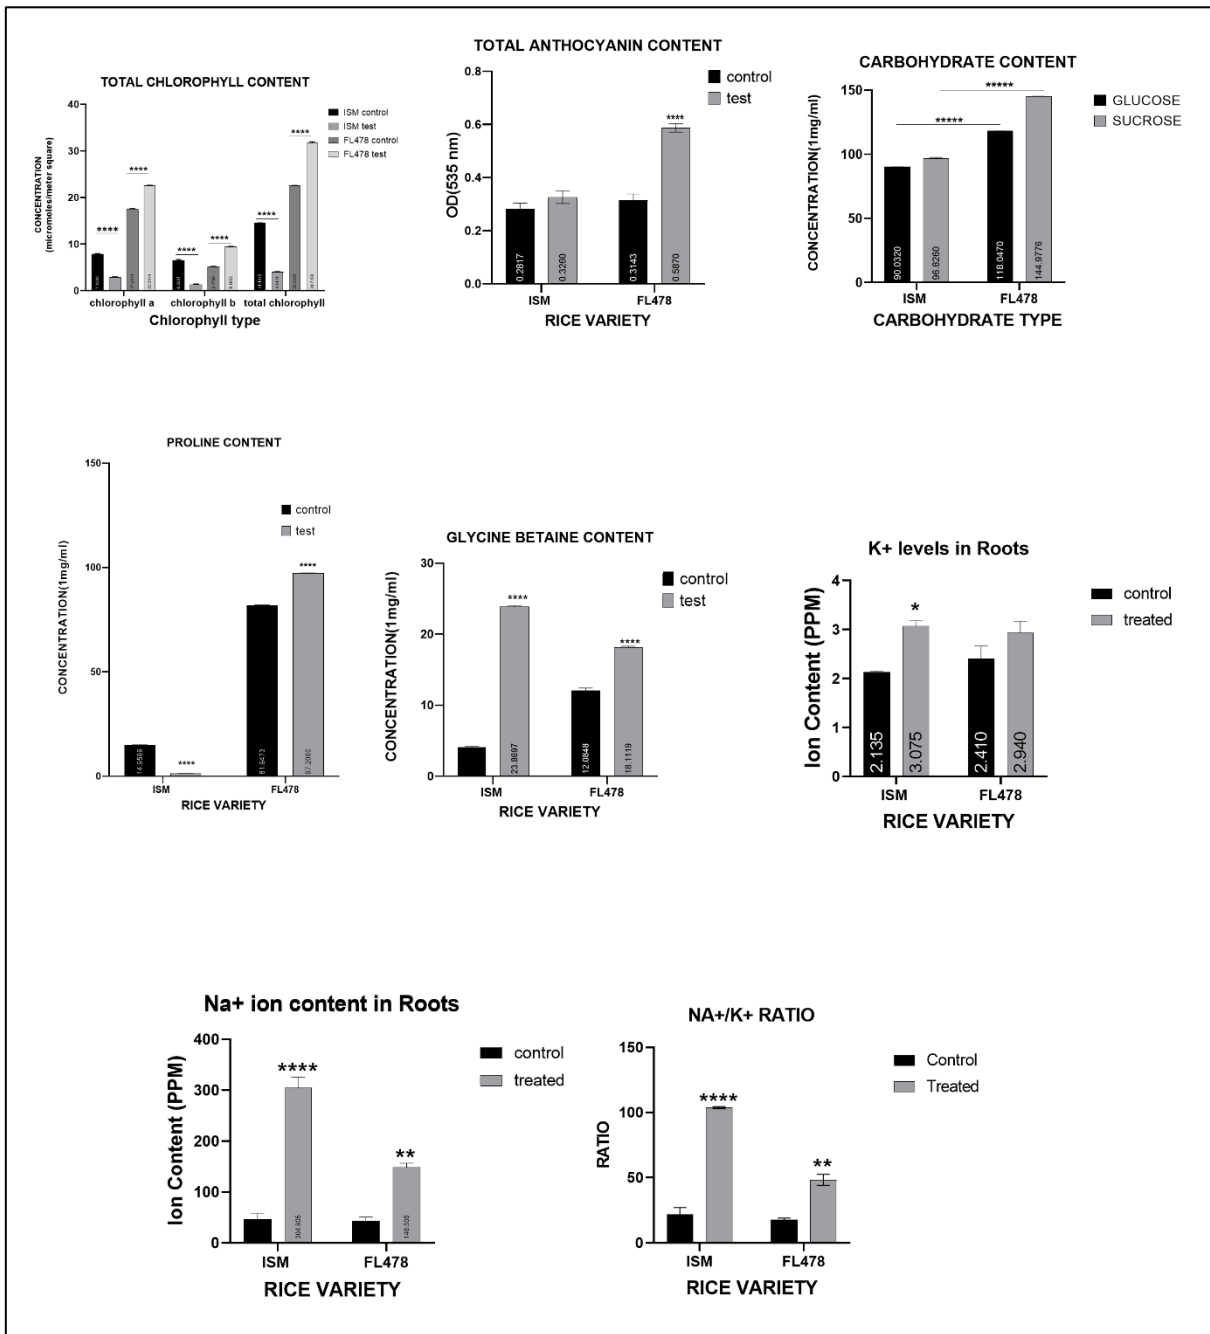 TOTAL CHLOROPHYLL CONTENT
CONCENTRATION
(micromoles/meter square)
40
30
20
10
0
****
****
****
****
****
****
ISM control
ISM test
FL478 control
FL478 test
chlorophyll a
chlorophyll b
total chlorophyll
Chlorophyll type
TOTAL ANTHOCYANIN CONTENT
OD(535 nm)
0.8
0.6
0.4
0.2
0.0
****
control
test
0.2817
0.3260
0.3143
0.5870
ISM
FL478
RICE VARIETY
CARBOHYDRATE CONTENT
CONCENTRATION(1mg/ml)
150
100
50
0
*****
*****
GLUCOSE
SUCROSE
90.0320
96.8260
118.0470
144.9776
ISM
FL478
CARBOHYDRATE TYPE
PROLINE CONTENT
CONCENTRATION(1mg/ml)
150
100
50
0
control
test
14.9599
****
81.9473
****
97.2080
ISM
FL478
RICE VARIETY
GLYCINE BETAINE CONTENT
CONCENTRATION(1mg/ml)
30
20
10
0
control
test
****
23.8697
12.0848
****
18.1119
ISM
FL478
RICE VARIETY
K+ levels in Roots
Ion Content (PPM)
4
3
2
1
0
control
treated
*
2.135
3.075
2.410
2.940
ISM
FL478
RICE VARIETY
Na+ ion content in Roots
Ion Content (PPM)
400
300
200
100
0
control
treated
****
304.905
**
ISM
FL478
RICE VARIETY
NA+/K+ RATIO
RATIO
150
100
50
0
Control
Treated
****
**
ISM
FL478
RICE VARIETY